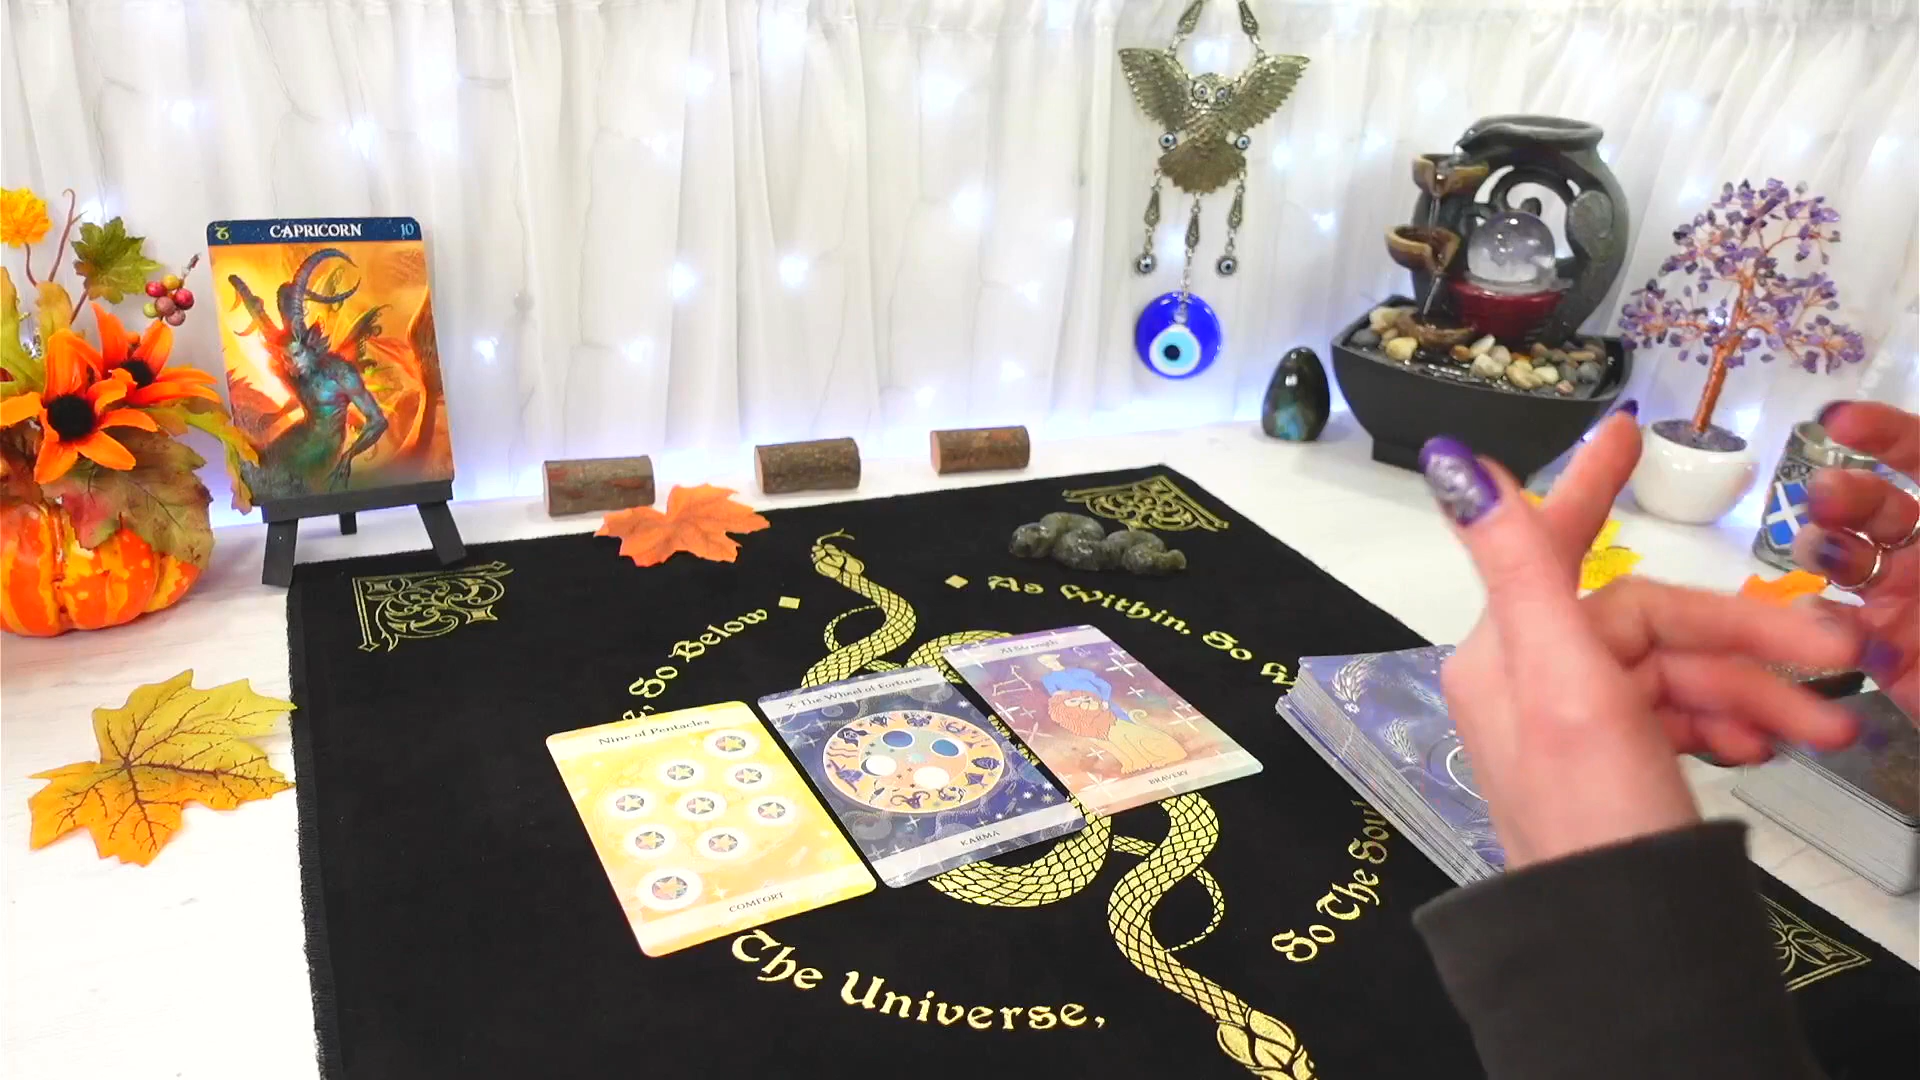 CAPRICORN 10
So Below
As Within, So W
Nine of Pentacles
COMFORT
X The Wheel of Fortune
KARMA
XI Strength
BRAVERY
So The Soul
The Universe,